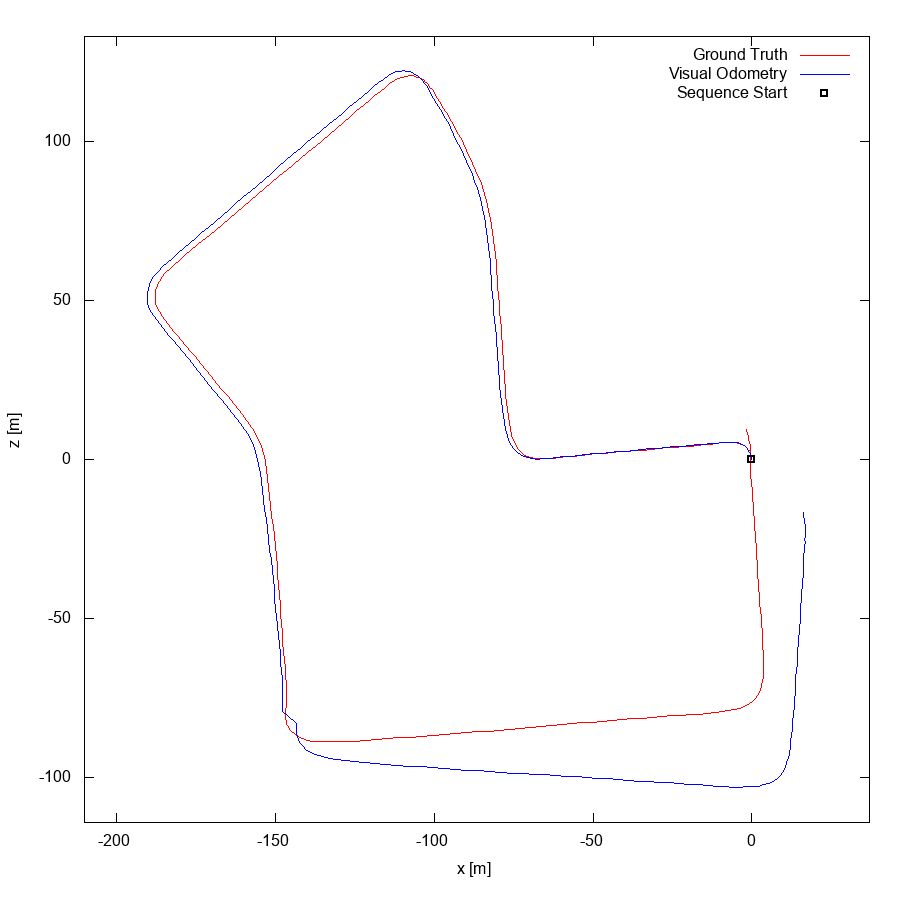 Ground Truth
Visual Odometry
Sequence Start
100
50
0
-50
-100
z [m]
-200
-150
-100
-50
0
x [m]